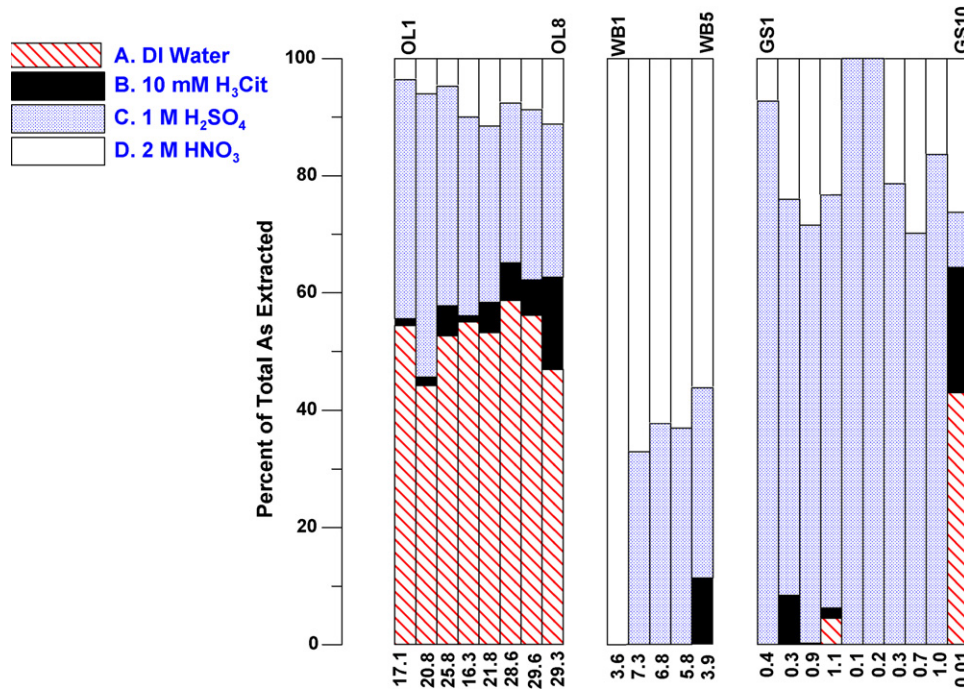 A. DI Water
B. 10 mM H₃Cit
C. 1 M H₂SO₄
D. 2 M HNO₃
Percent of Total As Extracted
100
80
60
40
20
0
OL1 OL8
WB1 WB5
GS1 GS10
17.1 20.8 25.8 16.3 21.8 28.6 29.6 29.3
3.6 7.3 6.8 5.8 3.9
0.4 0.3 0.9 1.1 0.1 0.2 0.3 0.7 1.0 0.01